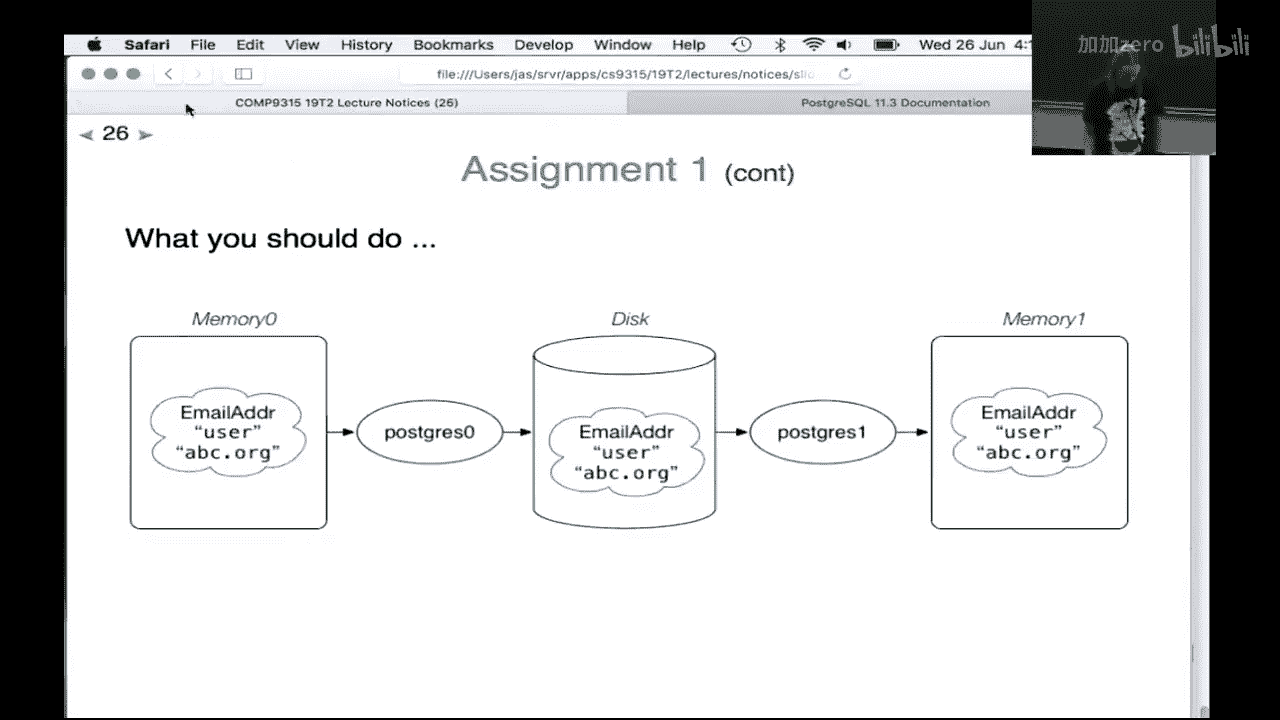 Safari File Edit View History Bookmarks Develop Window Help Wed 26 Jun 4:1
加加zero bilibili
file:///Users/jas/srvr/apps/cs9315/19T2/lectures/notices/slid
COMP9315 19T2 Lecture Notices (26) PostgreSQL 11.3 Documentation
26
Assignment 1 (cont)
What you should do ...
Memory0 Disk Memory1
EmailAddr
"user"
"abc.org"
postgres0
EmailAddr
"user"
"abc.org"
postgres1
EmailAddr
"user"
"abc.org"